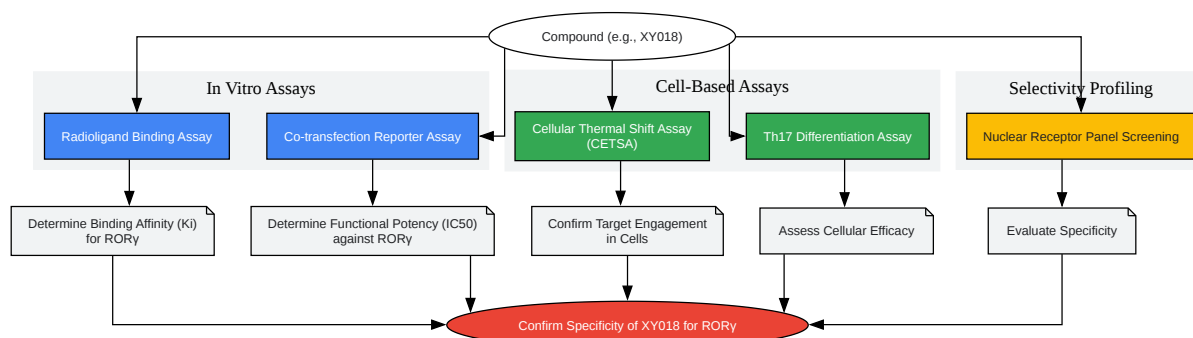 Compound (e.g., XY018)
In Vitro Assays
Cell-Based Assays
Selectivity Profiling
Radioligand Binding Assay
Co-transfection Reporter Assay
Cellular Thermal Shift Assay
(CETSA)
Th17 Differentiation Assay
Nuclear Receptor Panel Screening
Determine Binding Affinity (Ki)
for RORγ
Determine Functional Potency (IC50)
against RORγ
Confirm Target Engagement
in Cells
Assess Cellular Efficacy
Evaluate Specificity
Confirm Specificity of XY018 for RORγ